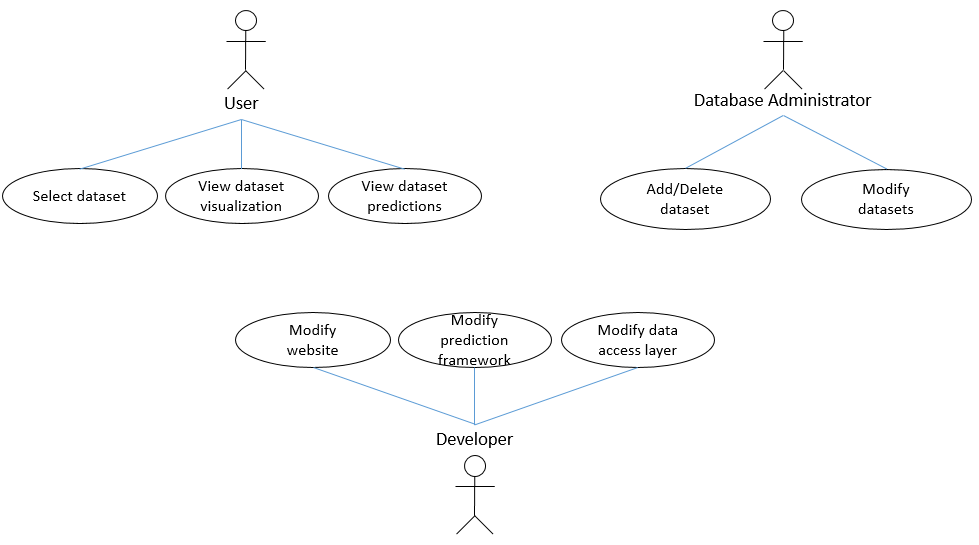 User
Database Administrator
Select dataset
View dataset
visualization
View dataset
predictions
Add/Delete
dataset
Modify
datasets
Modify
website
Modify
prediction
framework
Modify data
access layer
Developer